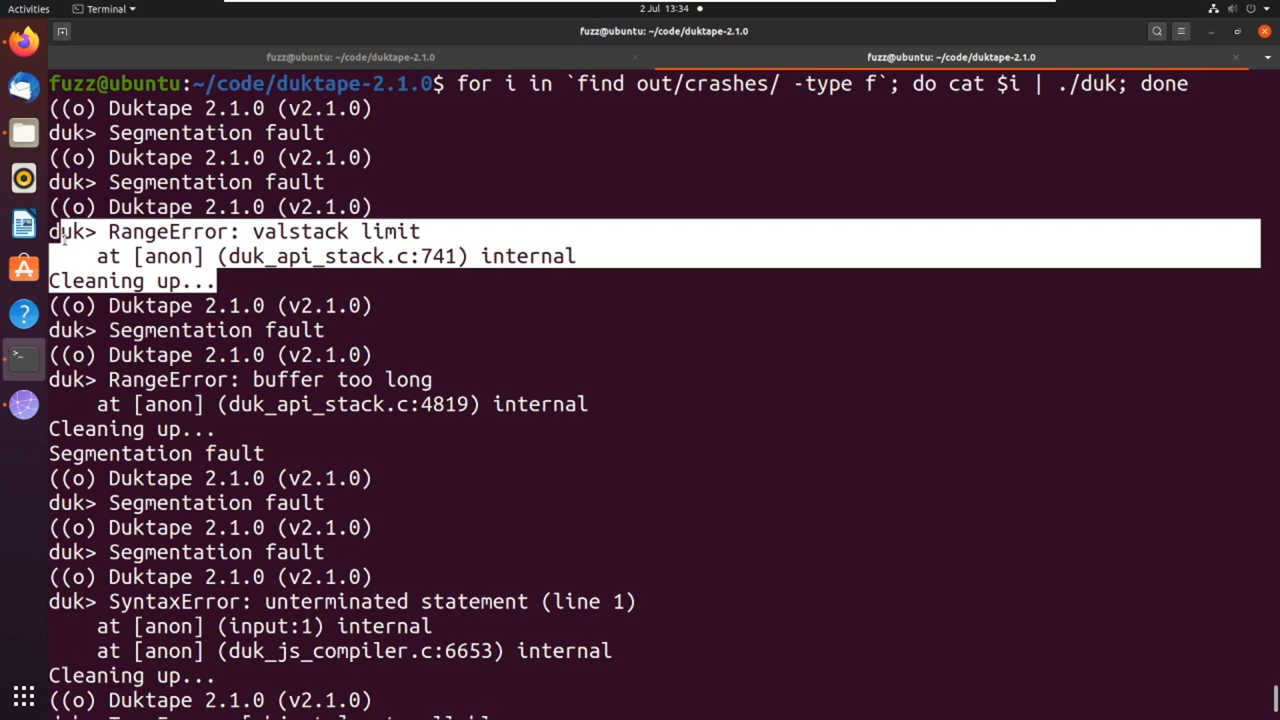 Activities
Terminal
2 Jul 13:34
fuzz@ubuntu: ~/code/duktape-2.1.0
fuzz@ubuntu: ~/code/duktape-2.1.0
fuzz@ubuntu: ~/code/duktape-2.1.0
fuzz@ubuntu:~/code/duktape-2.1.0$ for i in `find out/crashes/ -type f`; do cat $i | ./duk; done
((o) Duktape 2.1.0 (v2.1.0)
duk> Segmentation fault
((o) Duktape 2.1.0 (v2.1.0)
duk> Segmentation fault
((o) Duktape 2.1.0 (v2.1.0)
duk> RangeError: valstack limit
    at [anon] (duk_api_stack.c:741) internal
Cleaning up...
((o) Duktape 2.1.0 (v2.1.0)
duk> Segmentation fault
((o) Duktape 2.1.0 (v2.1.0)
duk> RangeError: buffer too long
    at [anon] (duk_api_stack.c:4819) internal
Cleaning up...
Segmentation fault
((o) Duktape 2.1.0 (v2.1.0)
duk> Segmentation fault
((o) Duktape 2.1.0 (v2.1.0)
duk> Segmentation fault
((o) Duktape 2.1.0 (v2.1.0)
duk> SyntaxError: unterminated statement (line 1)
    at [anon] (input:1) internal
    at [anon] (duk_js_compiler.c:6653) internal
Cleaning up...
((o) Duktape 2.1.0 (v2.1.0)